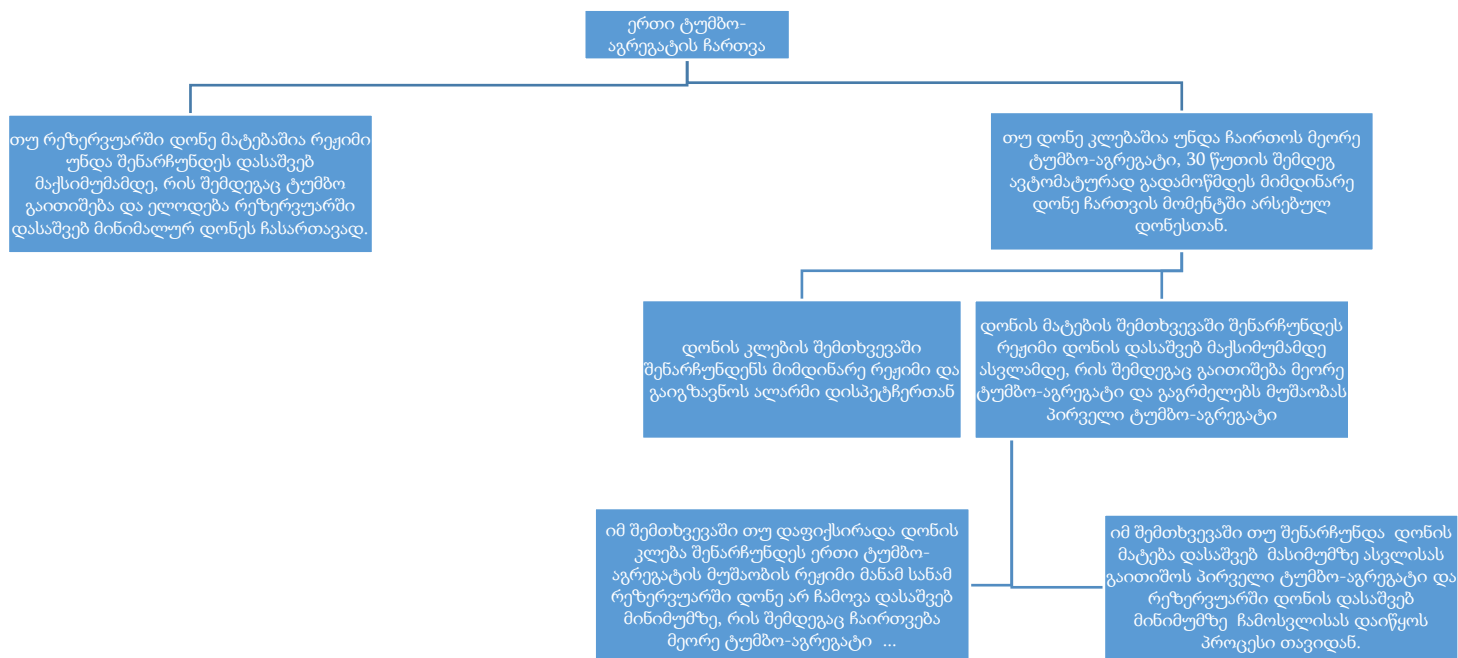 ერთი ტუმბო-
აგრეგატის ჩართვა
თუ რეზერვუარში დონე მატებაშია რეჟიმი
უნდა შენარჩუნდეს დასაშვებ
მაქსიმუმამდე, რის შემდეგაც ტუმბო
გაითიშება და ელოდება რეზერვუარში
დასაშვებ მინიმალურ დონეს ჩასართავად.
თუ დონე კლებაშია უნდა ჩაირთოს მეორე
ტუმბო-აგრეგატი, 30 წუთის შემდეგ
ავტომატურად გადამოწმდეს მიმდინარე
დონე ჩართვის მომენტში არსებულ
დონესთან.
დონის კლების შემთხვევაში
შენარჩუნდენს მიმდინარე რეჟიმი და
გაიგზავნოს ალარმი დისპეტჩერთან
დონის მატების შემთხვევაში შენარჩუნდეს
რეჟიმი დონის დასაშვებ მაქსიმუმამდე
ასვლამდე, რის შემდეგაც გაითიშება მეორე
ტუმბო-აგრეგატი და გაგრძელებს მუშაობას
პირველი ტუმბო-აგრეგატი
იმ შემთხვევაში თუ დაფიქსირადა დონის
კლება შენარჩუნდეს ერთი ტუმბო-
აგრეგატის მუშაობის რეჟიმი მანამ სანამ
რეზერვუარში დონე არ ჩამოვა დასაშვებ
მინიმუმზე, რის შემდეგაც ჩაირთვება
მეორე ტუმბო-აგრეგატი ...
იმ შემთხვევაში თუ შენარჩუნდა დონის
მატება დასაშვებ მასიმუმზე ასვლისას
გაითიშოს პირველი ტუმბო-აგრეგატი და
რეზერვუარში დონის დასაშვებ
მინიმუმზე ჩამოსვლისას დაიწყოს
პროცესი თავიდან.